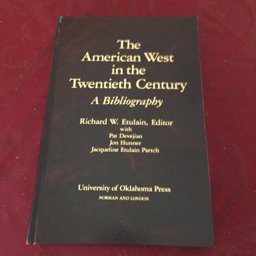 The
American West
in the
Twentieth Century
A Bibliography
Richard W. Etulain, Editor
with
Pat Devejian
Jon Hunner
Jacqueline Etulain Partch
University of Oklahoma Press
NORMAN AND LONDON